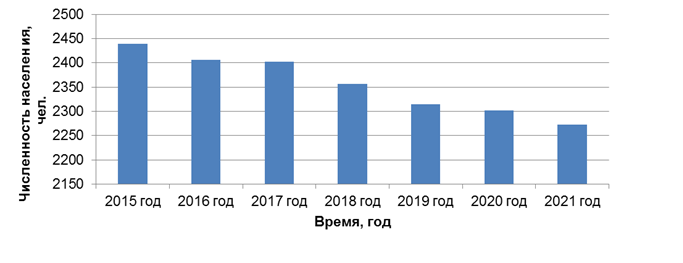 Численность населения,
чел.
2500
2450
2400
2350
2300
2250
2200
2150
2015 год 2016 год 2017 год 2018 год 2019 год 2020 год 2021 год
Время, год